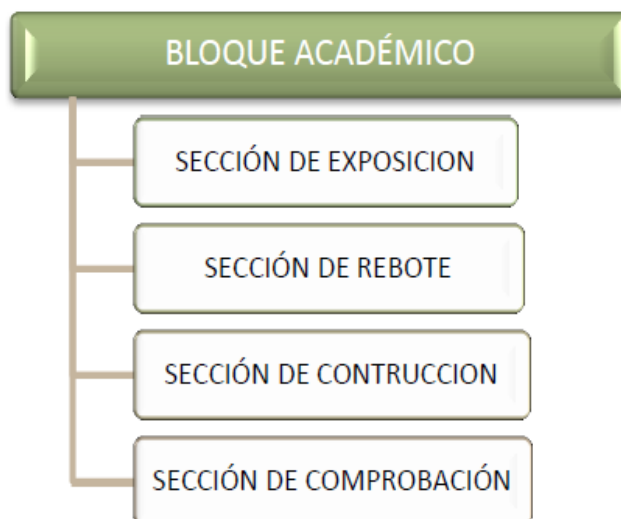 BLOQUE ACADÉMICO
SECCIÓN DE EXPOSICION
SECCIÓN DE REBOTE
SECCIÓN DE CONTRUCCION
SECCIÓN DE COMPROBACIÓN